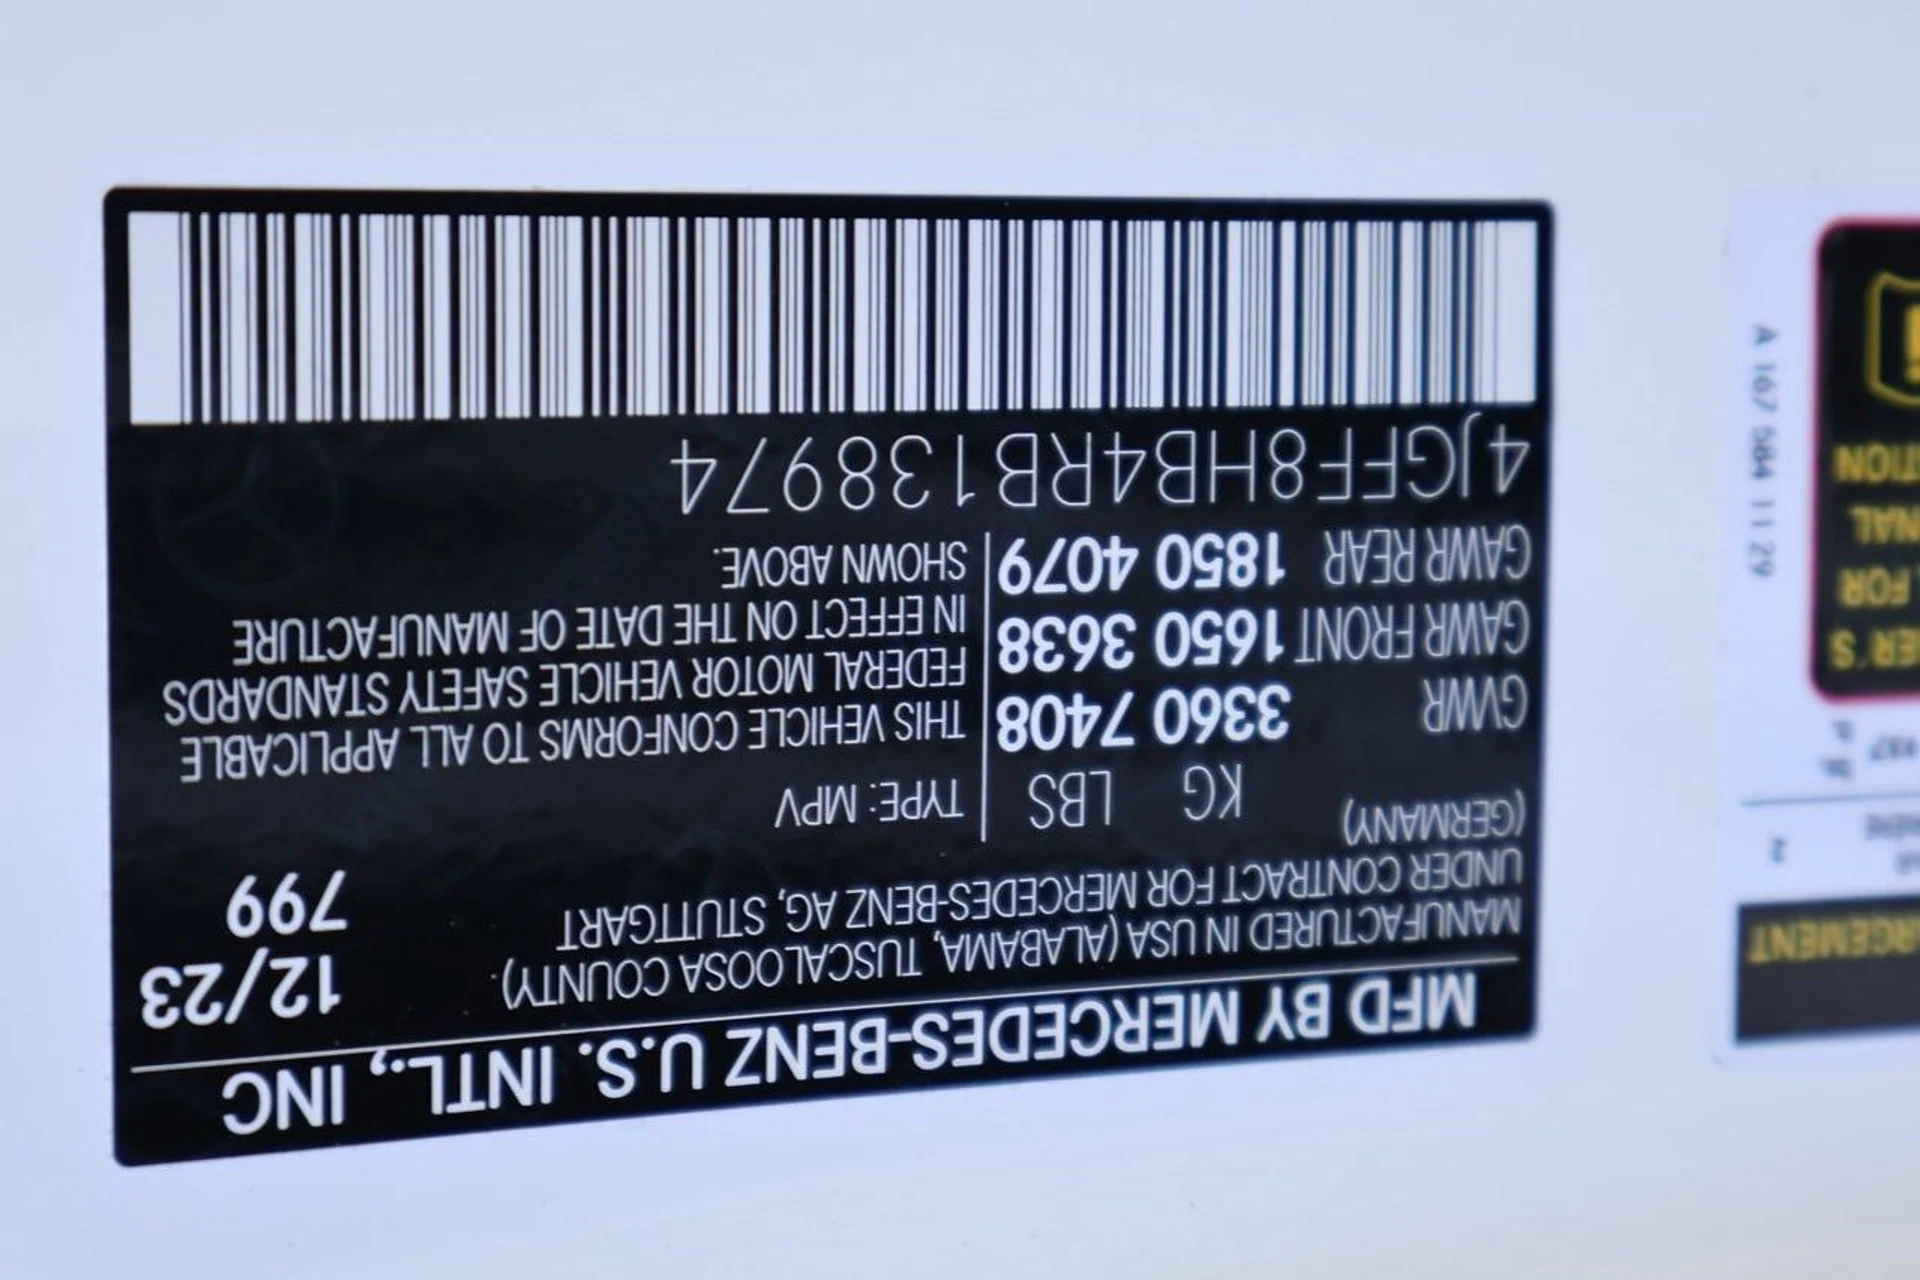 MFD BY MERCEDES-BENZ U.S. INTL., INC
MANUFACTURED IN USA (ALABAMA, TUSCALOOSA COUNTY)
UNDER CONTRACT FOR MERCEDES-BENZ AG, STUTTGART
(GERMANY)
12/23
799
KG LBS
GVWR 3360 7408
GAWR FRONT 1650 3638
GAWR REAR 1850 4079
TYPE: MPV
THIS VEHICLE CONFORMS TO ALL APPLICABLE
FEDERAL MOTOR VEHICLE SAFETY STANDARDS
IN EFFECT ON THE DATE OF MANUFACTURE
SHOWN ABOVE.
4JGFF8HB4RB138974
A 167 584 11 29
FOR